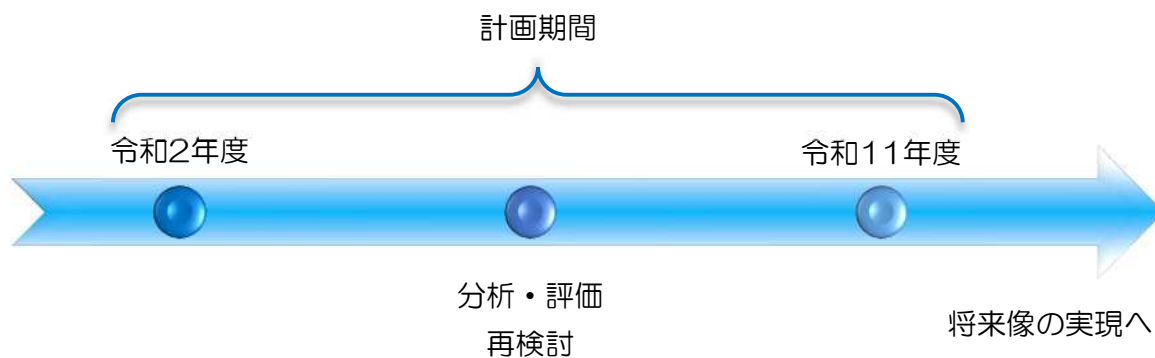 計画期間
令和2年度
令和11年度
分析・評価
再検討
将来像の実現へ